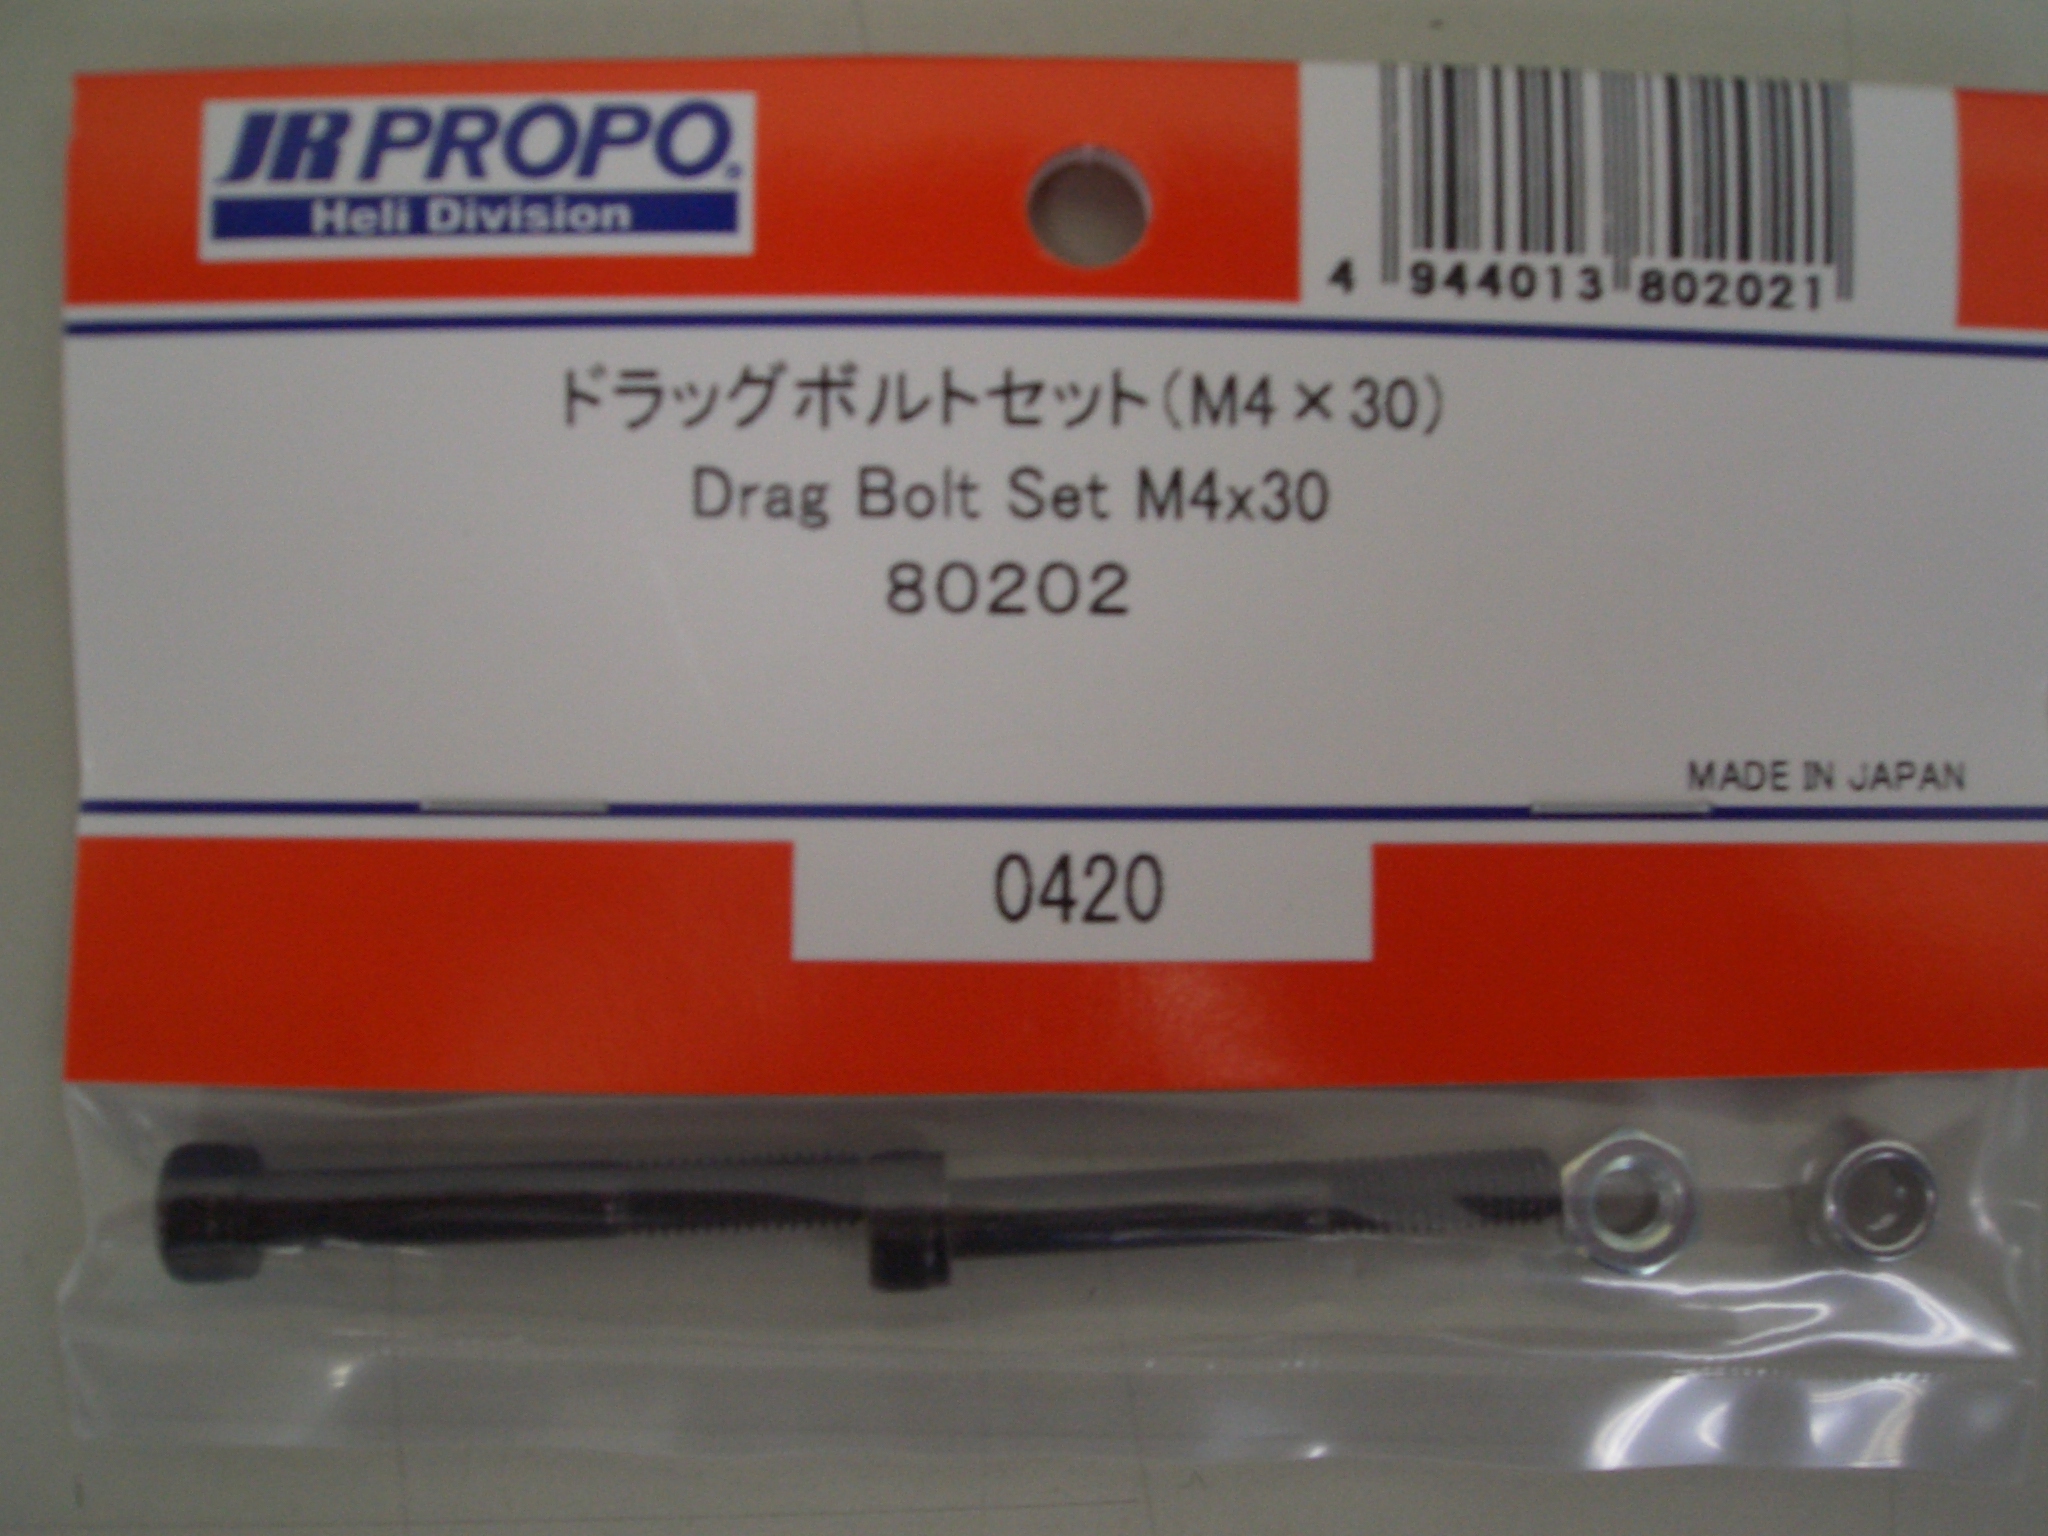 JR PROPO®
Heli Division
4 944013 802021
ドラッグボルトセット(M4×30)
Drag Bolt Set M4x30
80202
MADE IN JAPAN
0420